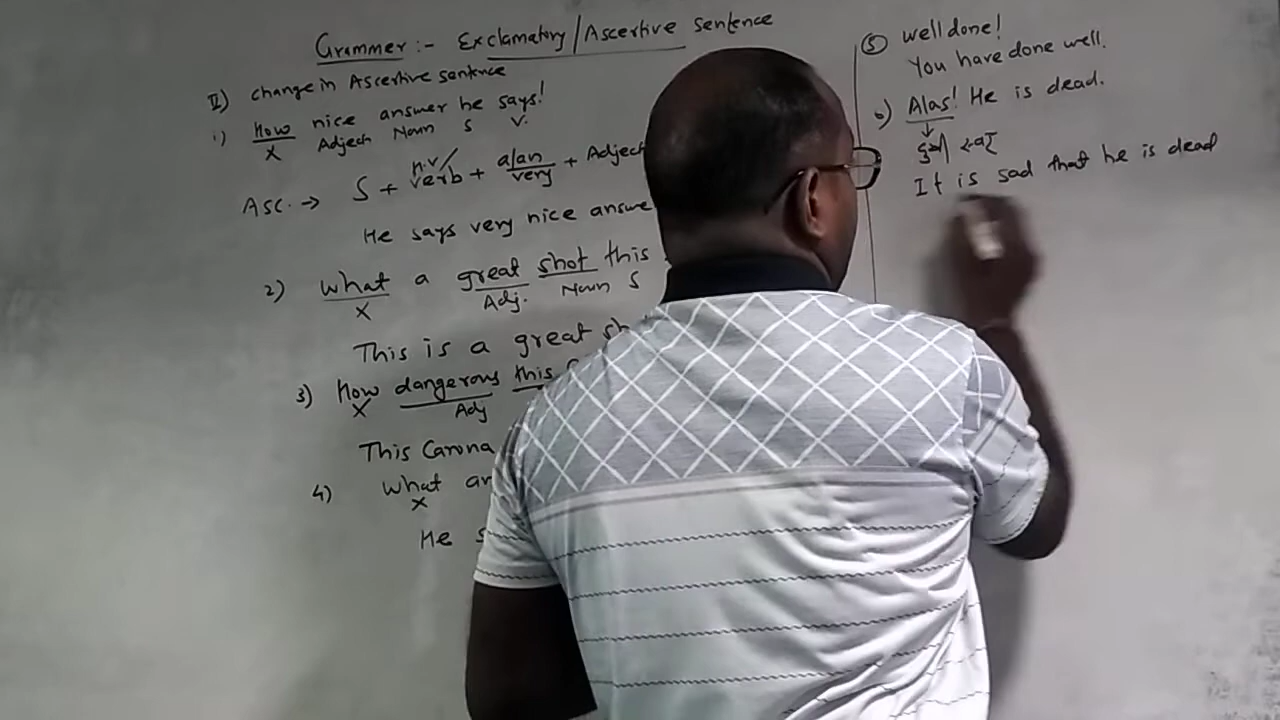 Grammer :- Exclamatory/Ascertive sentence
II) change in Ascertive sentence
i) How nice answer he says!
X Adject Noun S V.
n.v
Asc. → S + verb + a/an/very + Adject
He says very nice answe
2) what a great shot this
X Adj. Noun S
This is a great sh
3) How dangerous this
X Adj
This Carona
4) what an
X
He s
5) well done!
You have done well.
6) Alas! He is dead.
↓
It is sad that he is dead